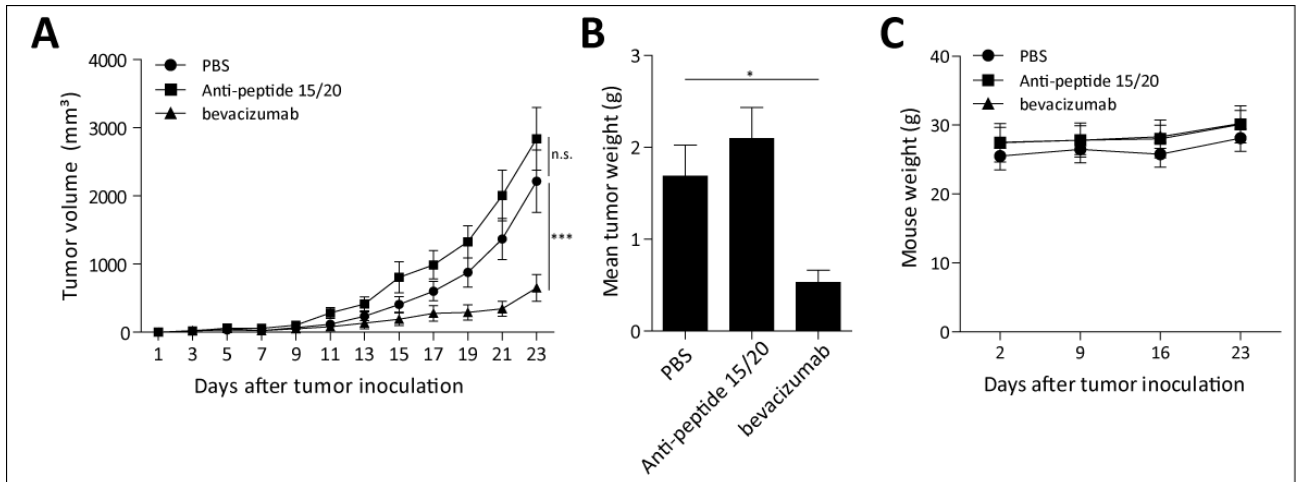 A
Tumor volume (mm³)
4000
3000
2000
1000
0
PBS
Anti-peptide 15/20
bevacizumab
n.s.
***
1 3 5 7 9 11 13 15 17 19 21 23
Days after tumor inoculation
B
Mean tumor weight (g)
3
2
1
0
*
PBS
Anti-peptide 15/20
bevacizumab
C
Mouse weight (g)
40
30
20
10
0
PBS
Anti-peptide 15/20
bevacizumab
2 9 16 23
Days after tumor inoculation